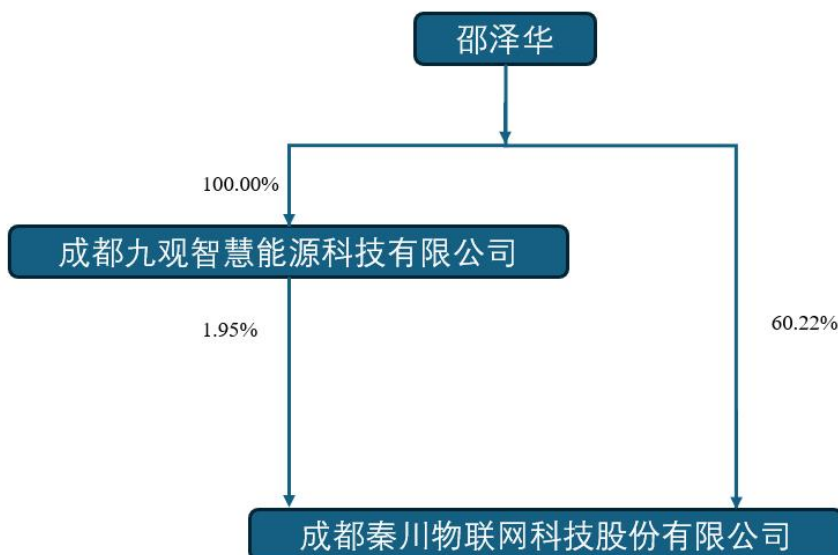 邵泽华
100.00%
成都九观智慧能源科技有限公司
1.95%
60.22%
成都秦川物联网科技股份有限公司